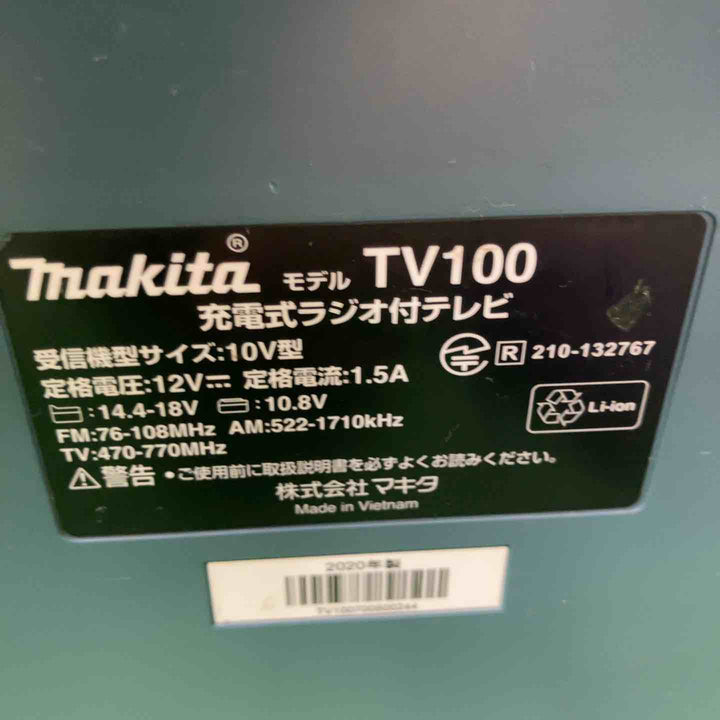 makita® モデル TV100
充電式ラジオ付テレビ
受信機型サイズ:10V型
定格電圧:12V⎓ 定格電流:1.5A
R 210-132767
:14.4-18V :10.8V
Li-ion
FM:76-108MHz AM:522-1710kHz
TV:470-770MHz
⚠警告 •ご使用前に取扱説明書を必ずよくお読みください。
株式会社マキタ
Made in Vietnam
2020年製